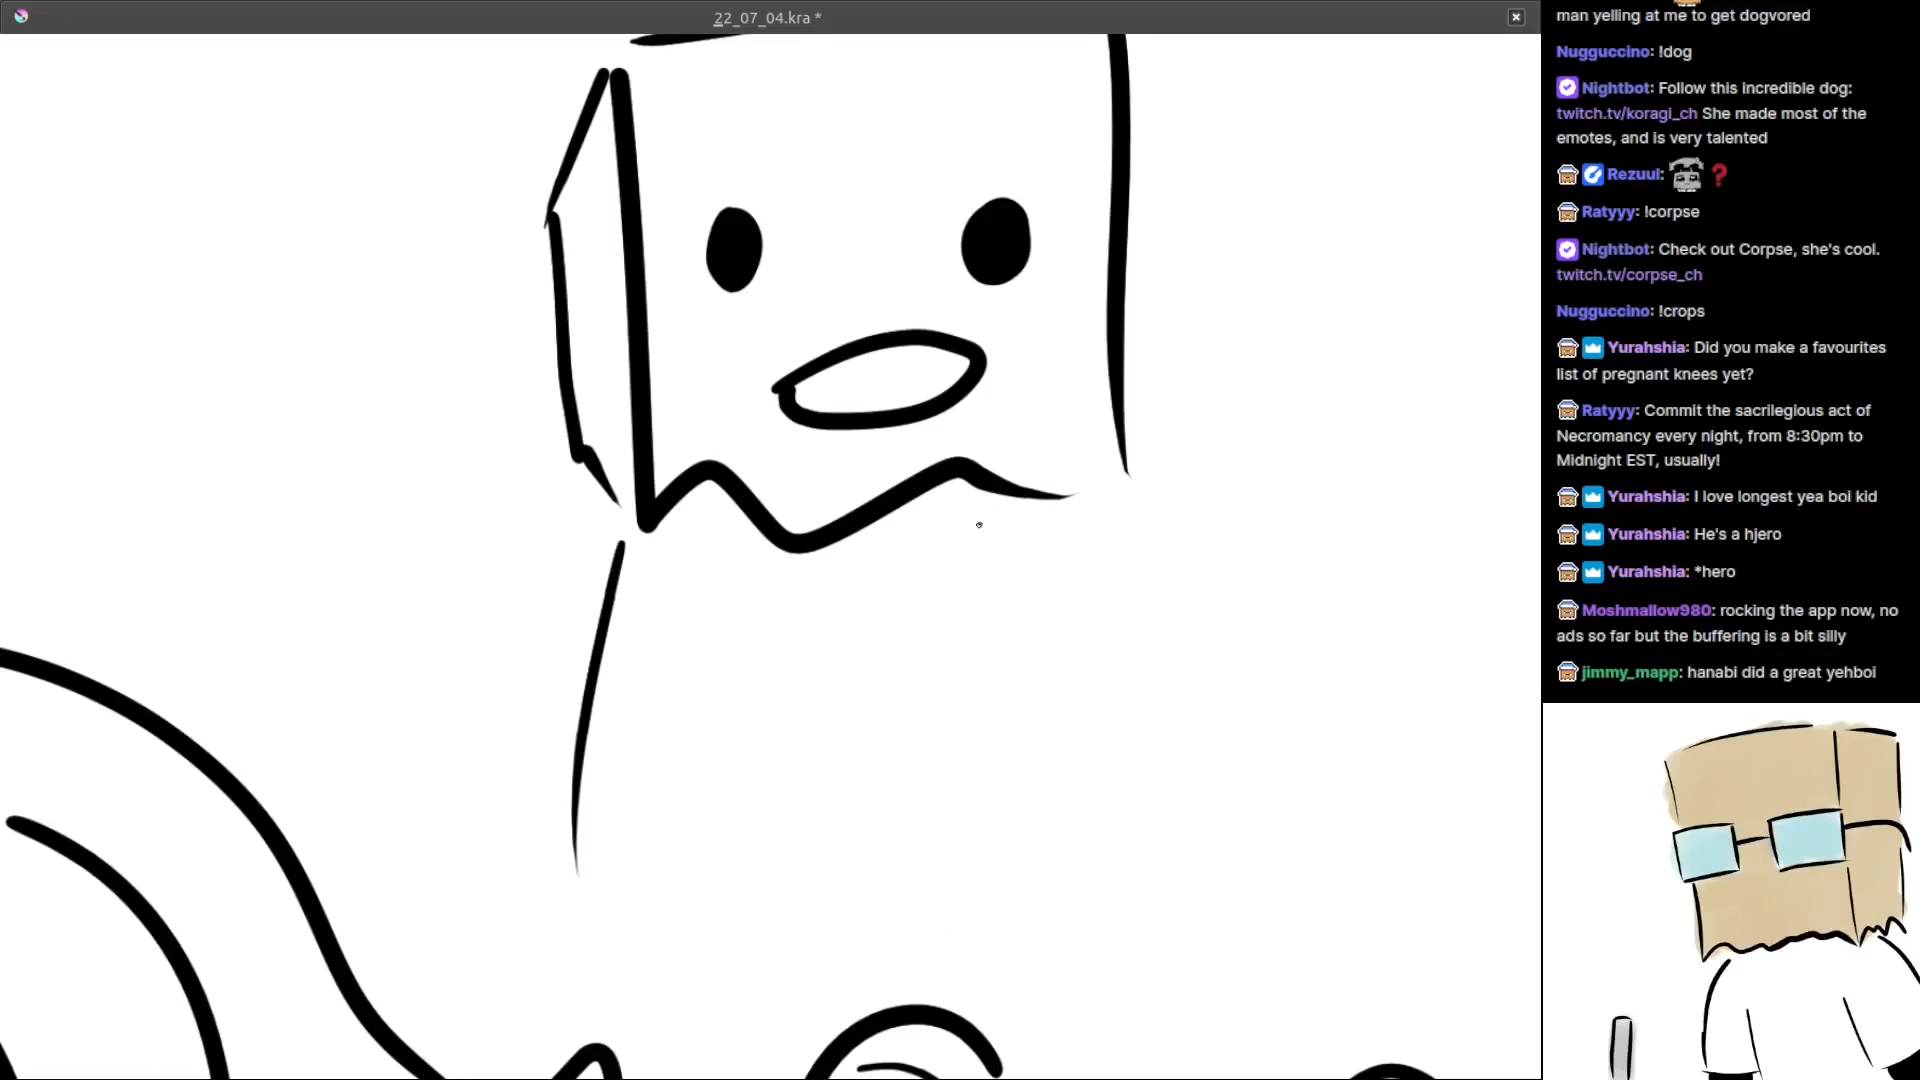 22_07_04.kra *
man yelling at me to get dogvored
Nugguccino: !dog
Nightbot: Follow this incredible dog:
twitch.tv/koragi_ch She made most of the
emotes, and is very talented
Rezuul: ?
Ratyyy: !corpse
Nightbot: Check out Corpse, she's cool.
twitch.tv/corpse_ch
Nugguccino: !crops
Yurahshia: Did you make a favourites
list of pregnant knees yet?
Ratyyy: Commit the sacrilegious act of
Necromancy every night, from 8:30pm to
Midnight EST, usually!
Yurahshia: I love longest yea boi kid
Yurahshia: He's a hjero
Yurahshia: *hero
Moshmallow980: rocking the app now, no
ads so far but the buffering is a bit silly
jimmy_mapp: hanabi did a great yehboi